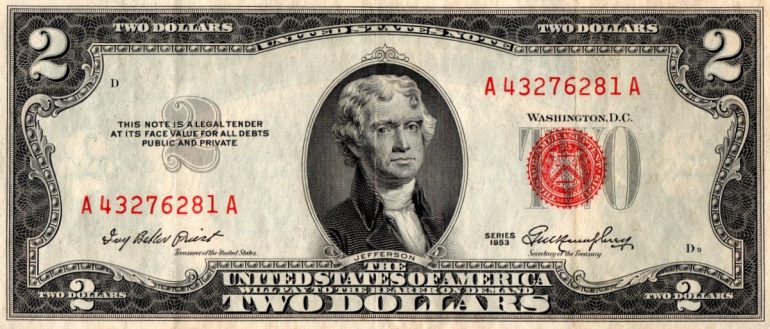 2 TWO DOLLARS TWO DOLLARS 2
UNITED STATES NOTE
D
A 43276281 A
THIS NOTE IS A LEGAL TENDER
AT ITS FACE VALUE FOR ALL DEBTS
PUBLIC AND PRIVATE
2
WASHINGTON, D.C.
TWO
A 43276281 A
Ivy Baker Priest
Treasurer of the United States.
SERIES
1953
Secretary of the Treasury.
D 9
JEFFERSON
THE
UNITED STATES OF AMERICA
WILL PAY TO THE BEARER ON DEMAND
2 TWO DOLLARS 2
TWO DOLLARS TWO DOLLARS